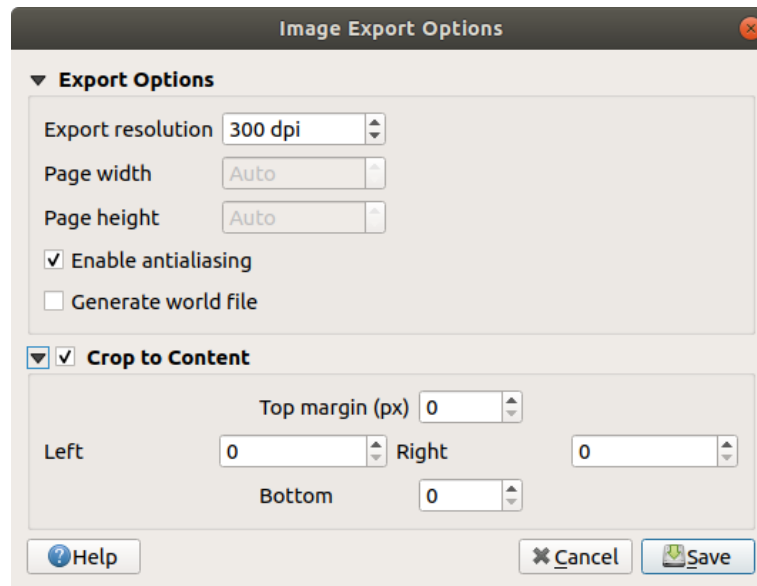 Image Export Options
Export Options
Export resolution 300 dpi
Page width Auto
Page height Auto
Enable antialiasing
Generate world file
Crop to Content
Top margin (px) 0
Left 0 Right 0
Bottom 0
Help Cancel Save